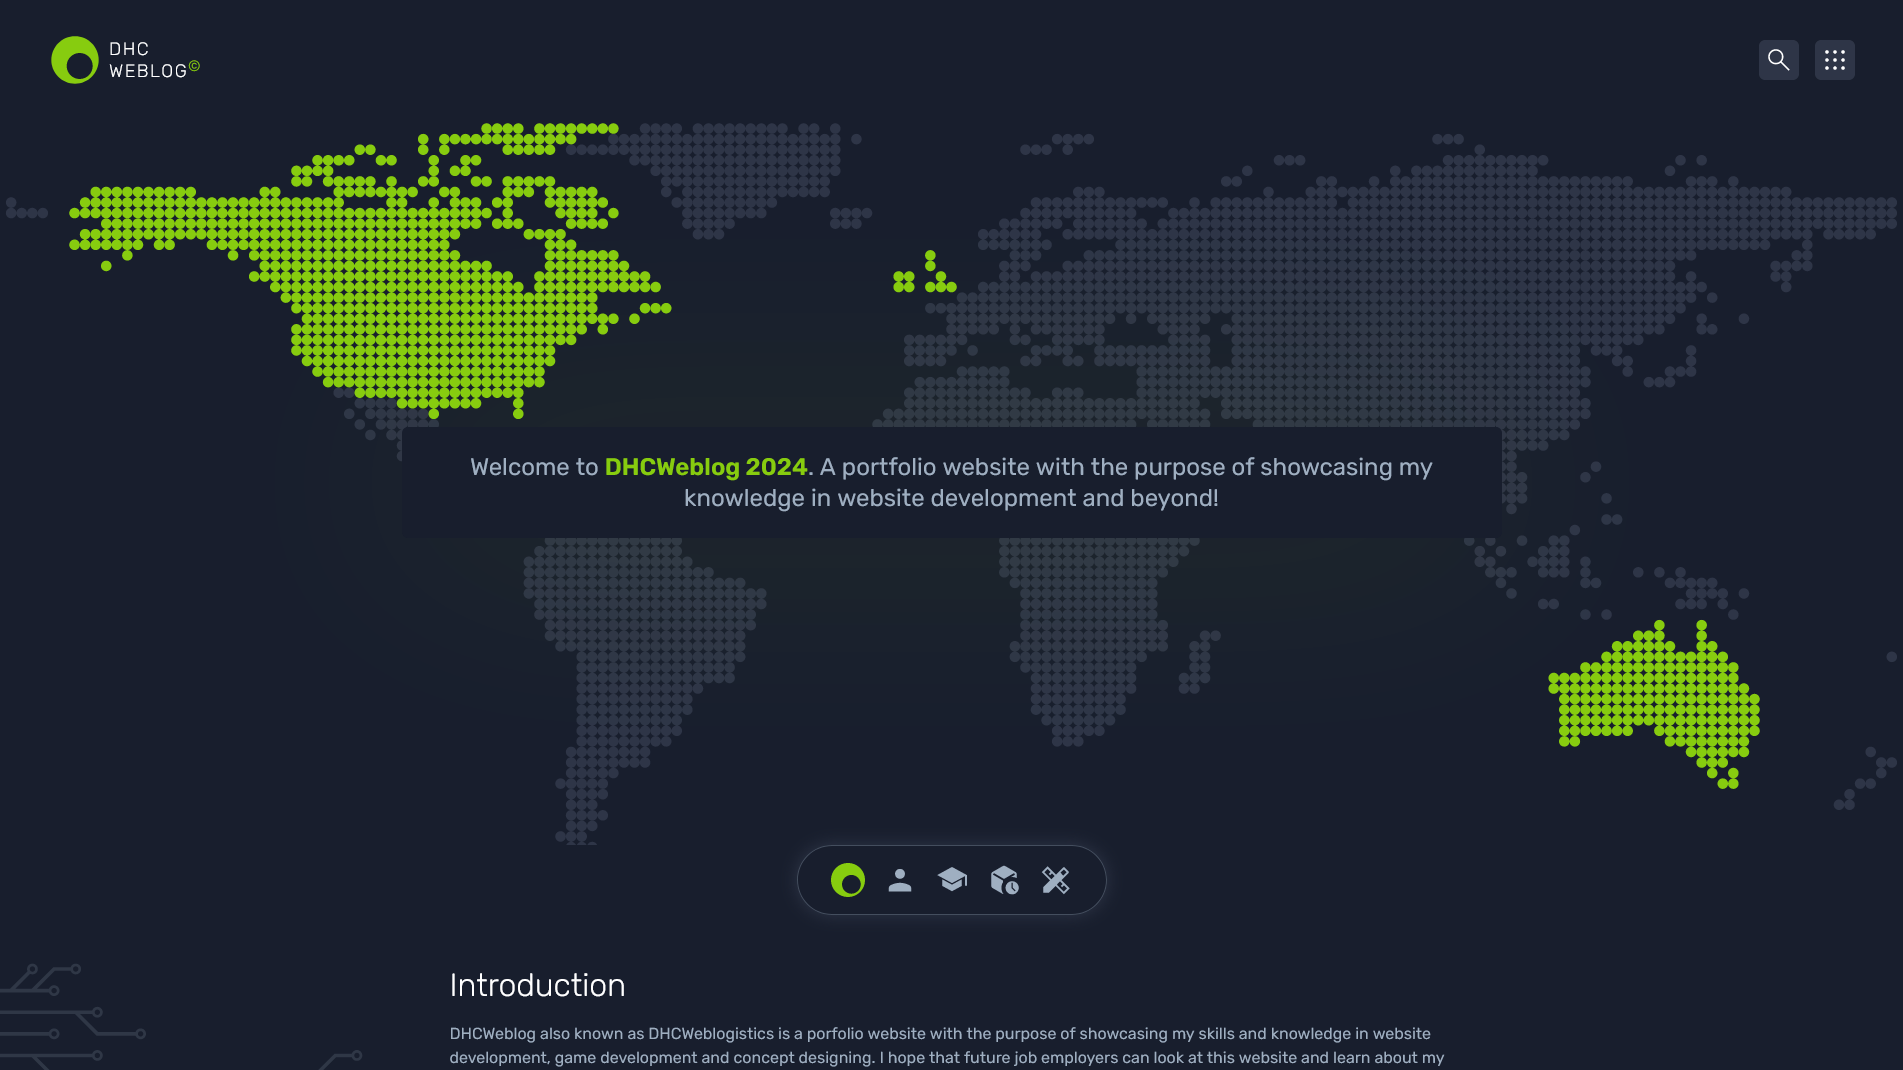 DHC
WEBLOG©
Welcome to DHCWeblog 2024. A portfolio website with the purpose of showcasing my
knowledge in website development and beyond!
Introduction
DHCWeblog also known as DHCWeblogistics is a porfolio website with the purpose of showcasing my skills and knowledge in website
development, game development and concept designing. I hope that future job employers can look at this website and learn about my